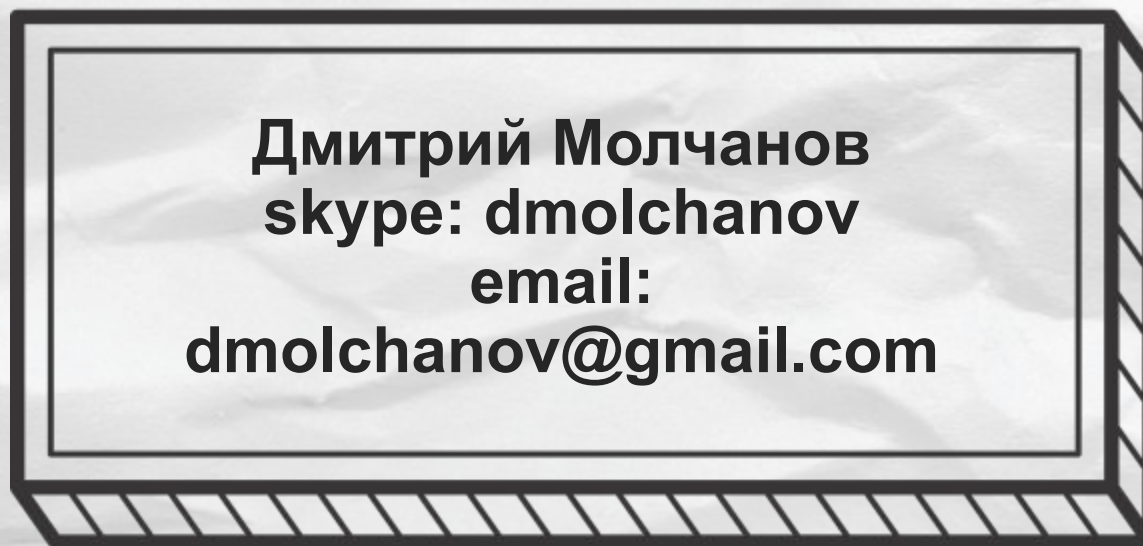 Дмитрий Молчанов
skype: dmolchanov
email:
dmolchanov@gmail.com